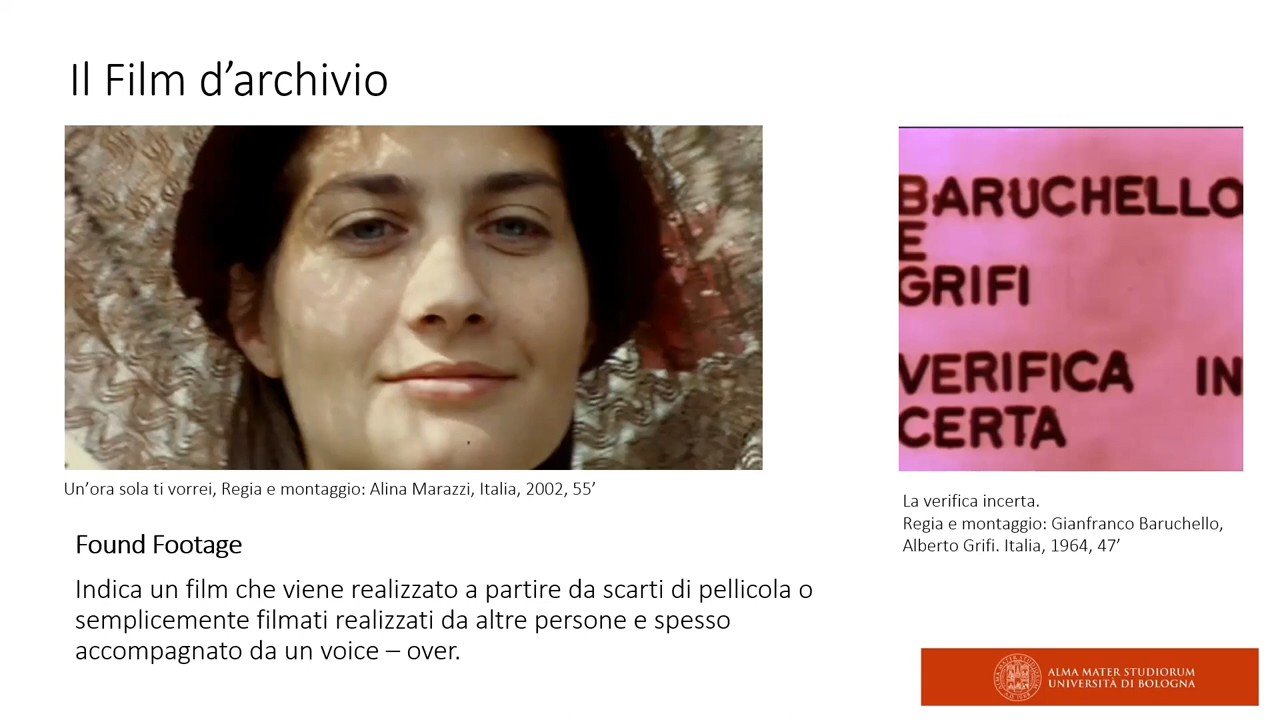 Il Film d’archivio
BARUCHELLO
E
GRIFI
VERIFICA IN
CERTA
Un’ora sola ti vorrei, Regia e montaggio: Alina Marazzi, Italia, 2002, 55’
La verifica incerta.
Regia e montaggio: Gianfranco Baruchello,
Alberto Grifi. Italia, 1964, 47’
Found Footage
Indica un film che viene realizzato a partire da scarti di pellicola o
semplicemente filmati realizzati da altre persone e spesso
accompagnato da un voice – over.
ALMA MATER STUDIORUM
UNIVERSITÀ DI BOLOGNA